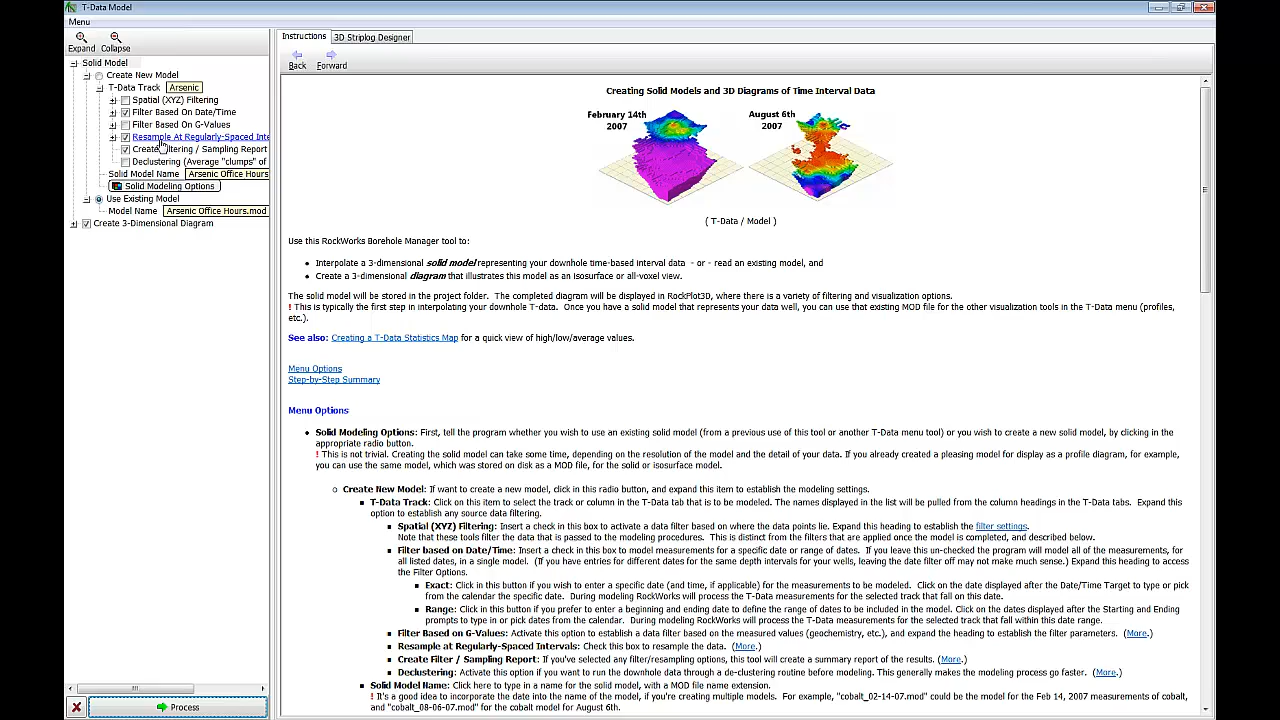 T-Data Model
Menu
Expand
Collapse
Solid Model
Create New Model
T-Data Track Arsenic
Spatial (XYZ) Filtering
Filter Based On Date/Time
Filter Based On G-Values
Resample At Regularly-Spaced Inte
Create Filtering / Sampling Report
Declustering (Average "clumps" of
Solid Model Name Arsenic Office Hours
Solid Modeling Options
Use Existing Model
Model Name Arsenic Office Hours.mod
Create 3-Dimensional Diagram
Process
Instructions
3D Striplog Designer
Back
Forward
Creating Solid Models and 3D Diagrams of Time Interval Data
February 14th
2007
August 6th
2007
( T-Data / Model )
Use this RockWorks Borehole Manager tool to:
• Interpolate a 3-dimensional solid model representing your downhole time-based interval data - or - read an existing model, and
• Create a 3-dimensional diagram that illustrates this model as an isosurface or all-voxel view.
The solid model will be stored in the project folder. The completed diagram will be displayed in RockPlot3D, where there is a variety of filtering and visualization options.
! This is typically the first step in interpolating your downhole T-data. Once you have a solid model that represents your data well, you can use that existing MOD file for the other visualization tools in the T-Data menu (profiles,
etc.).
See also: Creating a T-Data Statistics Map for a quick view of high/low/average values.
Menu Options
Step-by-Step Summary
Menu Options
• Solid Modeling Options: First, tell the program whether you wish to use an existing solid model (from a previous use of this tool or another T-Data menu tool) or you wish to create a new solid model, by clicking in the
appropriate radio button.
! This is not trivial. Creating the solid model can take some time, depending on the resolution of the model and the detail of your data. If you already created a pleasing model for display as a profile diagram, for example,
you can use the same model, which was stored on disk as a MOD file, for the solid or isosurface model.
o Create New Model: If want to create a new model, click in this radio button, and expand this item to establish the modeling settings.
▪ T-Data Track: Click on this item to select the track or column in the T-Data tab that is to be modeled. The names displayed in the list will be pulled from the column headings in the T-Data tabs. Expand this
option to establish any source data filtering.
▪ Spatial (XYZ) Filtering: Insert a check in this box to activate a data filter based on where the data points lie. Expand this heading to establish the filter settings.
Note that these tools filter the data that is passed to the modeling procedures. This is distinct from the filters that are applied once the model is completed, and described below.
▪ Filter based on Date/Time: Insert a check in this box to model measurements for a specific date or range of dates. If you leave this un-checked the program will model all of the measurements, for
all listed dates, in a single model. (If you have entries for different dates for the same depth intervals for your wells, leaving the date filter off may not make much sense.) Expand this heading to access
the Filter Options.
▪ Exact: Click in this button if you wish to enter a specific date (and time, if applicable) for the measurements to be modeled. Click on the date displayed after the Date/Time Target to type or pick
from the calendar the specific date. During modeling RockWorks will process the T-Data measurements for the selected track that fall on this date.
▪ Range: Click in this button if you prefer to enter a beginning and ending date to define the range of dates to be included in the model. Click on the dates displayed after the Starting and Ending
prompts to type in or pick dates from the calendar. During modeling RockWorks will process the T-Data measurements for the selected track that fall within this date range.
▪ Filter Based on G-Values: Activate this option to establish a data filter based on the measured values (geochemistry, etc.), and expand the heading to establish the filter parameters. (More.)
▪ Resample at Regularly-Spaced Intervals: Check this box to resample the data. (More.)
▪ Create Filter / Sampling Report: If you've selected any filter/resampling options, this tool will create a summary report of the results. (More.)
▪ Declustering: Activate this option if you want to run the downhole data through a de-clustering routine before modeling. This generally makes the modeling process go faster. (More.)
▪ Solid Model Name: Click here to type in a name for the solid model, with a MOD file name extension.
! It's a good idea to incorporate the date into the name of the model, if you're creating multiple models. For example, "cobalt_02-14-07.mod" could be the model for the Feb 14, 2007 measurements of cobalt,
and "cobalt_08-06-07.mod" for the cobalt model for August 6th.